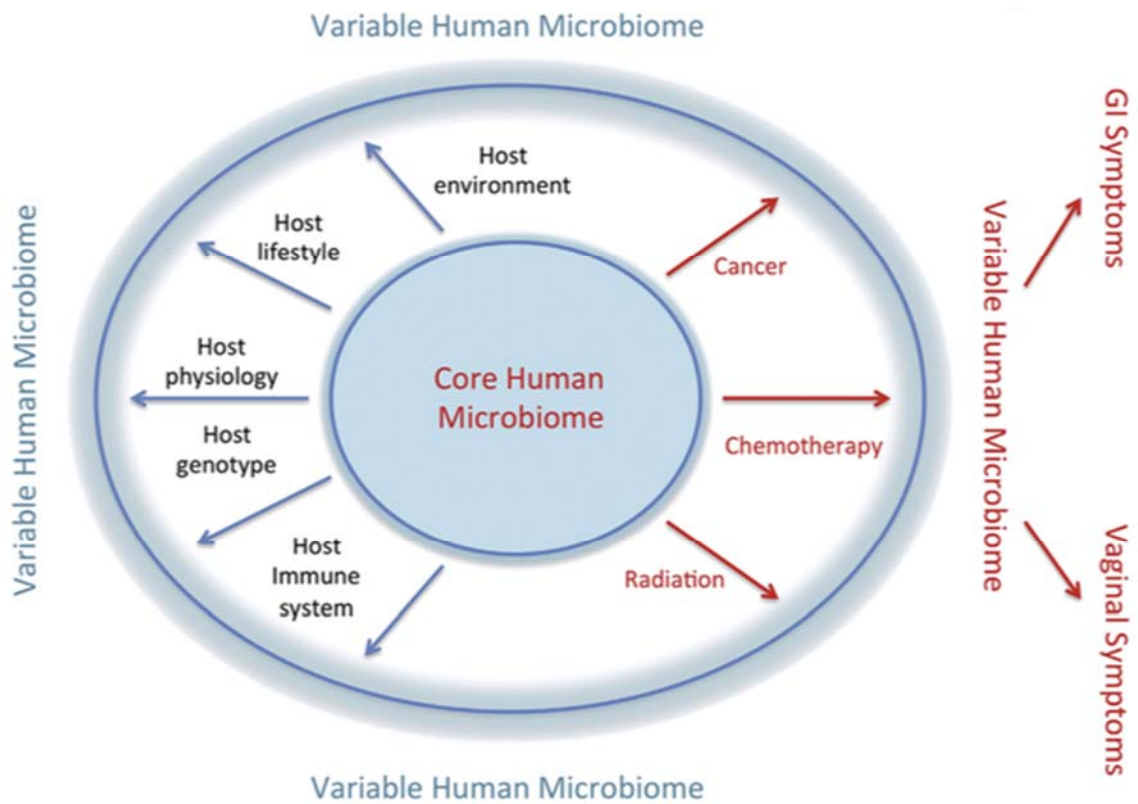 Variable Human Microbiome
Variable Human Microbiome
Host
environment
Host
lifestyle
Host
physiology
Host
genotype
Host
Immune
system
Core Human
Microbiome
Cancer
Chemotherapy
Radiation
Variable Human Microbiome
GI Symptoms
Vaginal Symptoms
Variable Human Microbiome